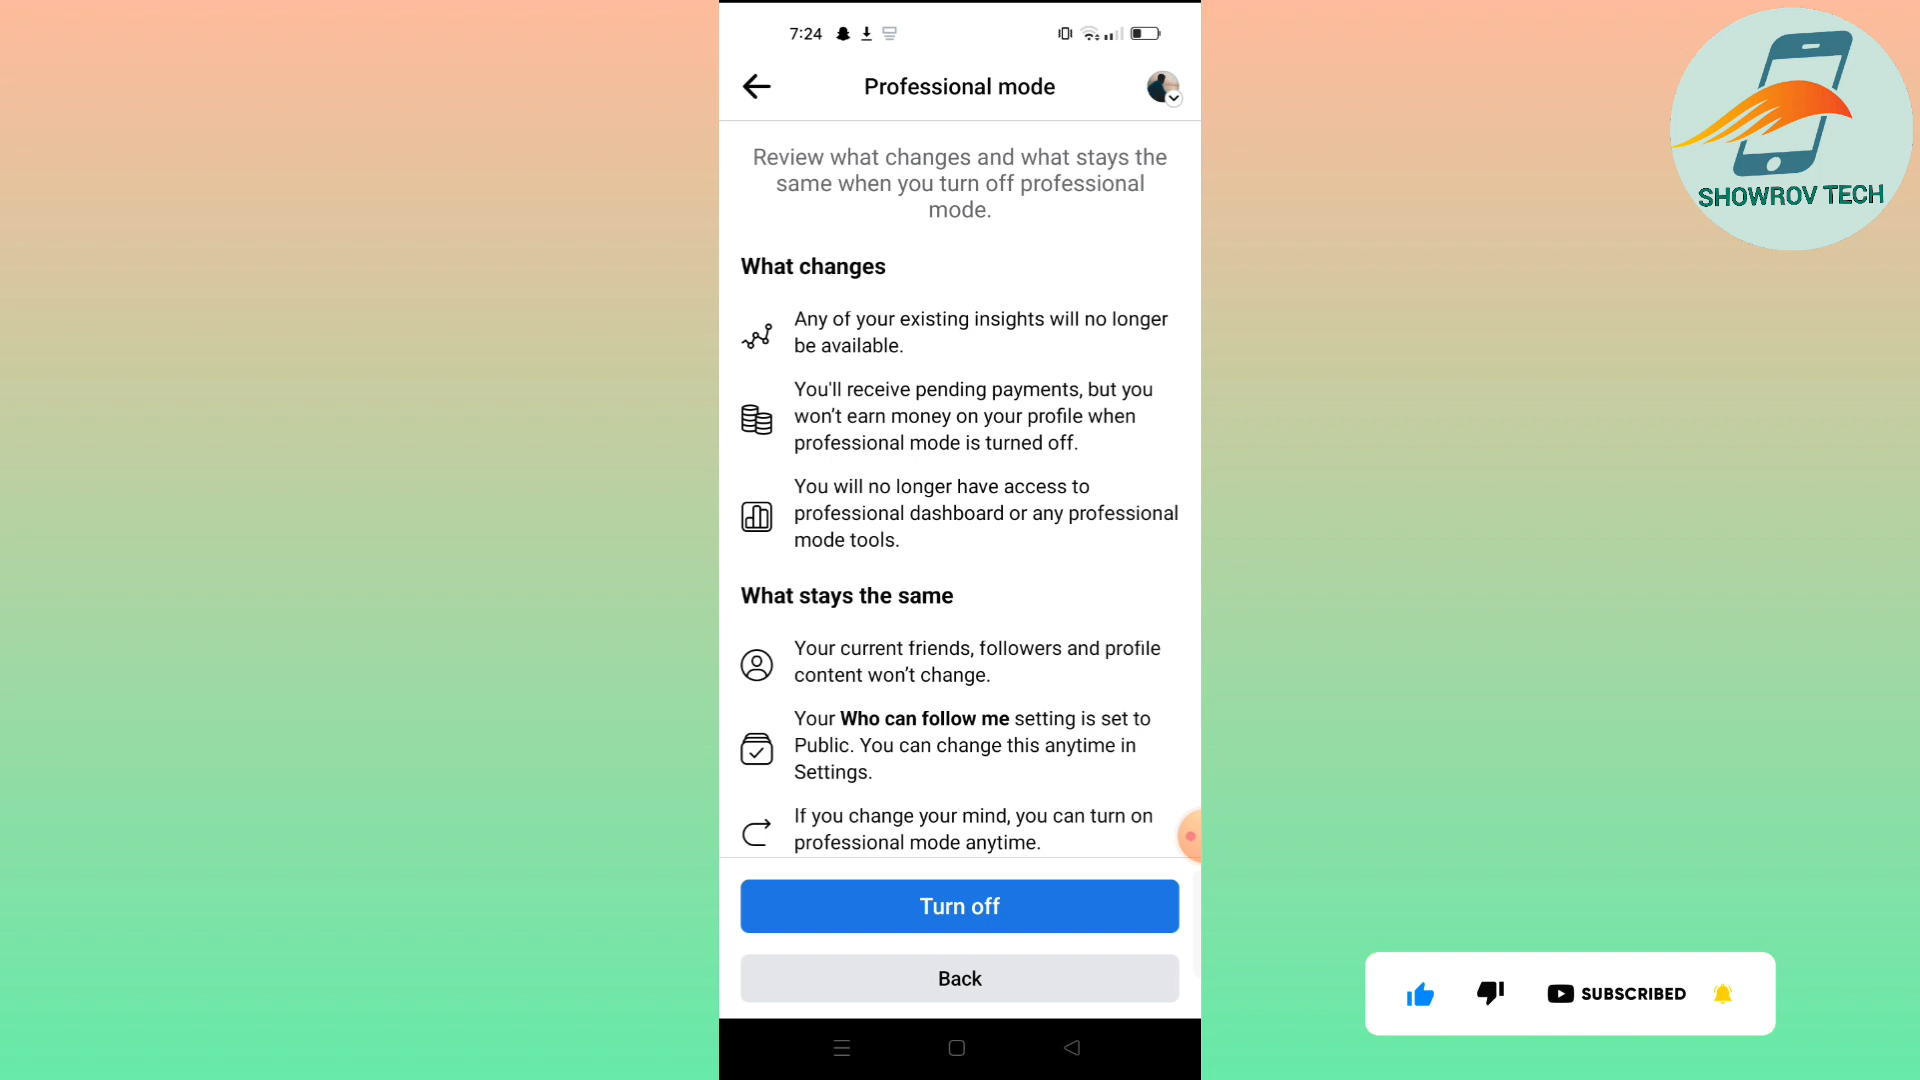 7:24
Professional mode
Review what changes and what stays the
same when you turn off professional
mode.
What changes
Any of your existing insights will no longer
be available.
You'll receive pending payments, but you
won’t earn money on your profile when
professional mode is turned off.
You will no longer have access to
professional dashboard or any professional
mode tools.
What stays the same
Your current friends, followers and profile
content won’t change.
Your Who can follow me setting is set to
Public. You can change this anytime in
Settings.
If you change your mind, you can turn on
professional mode anytime.
Turn off
Back
SHOWROV TECH
SUBSCRIBED